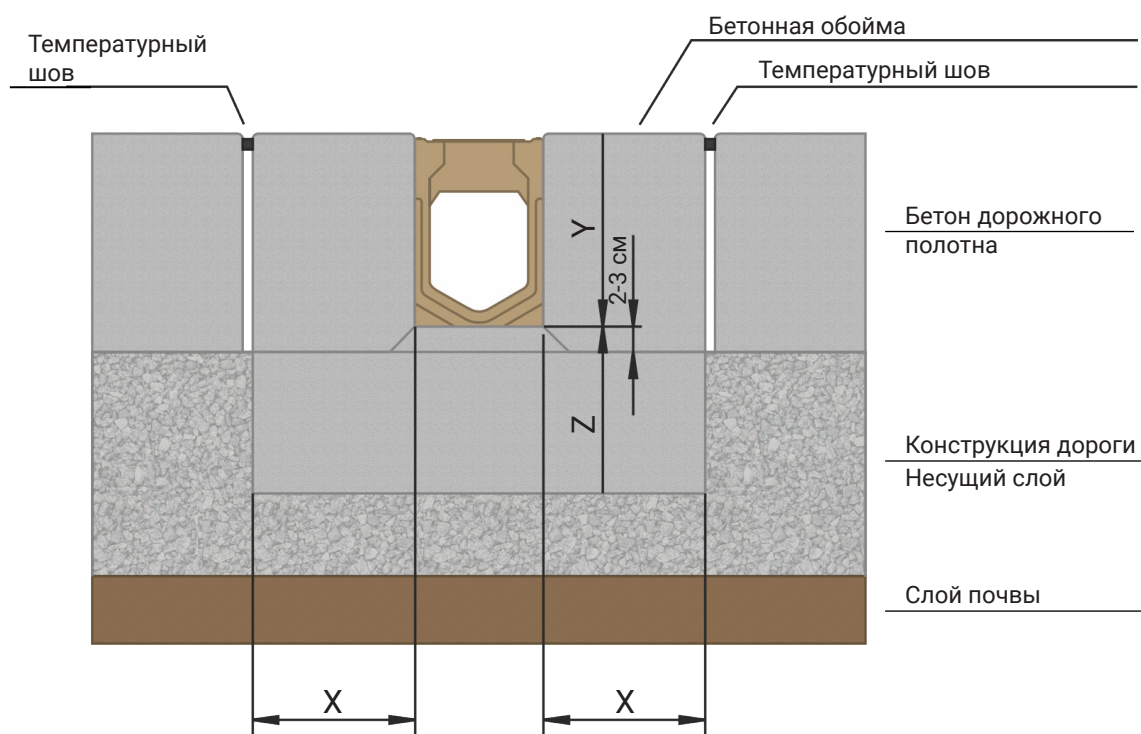 Бетонная обойма
Температурный
шов
Температурный шов
Бетон дорожного
полотна
Y
2-3 см
Z
Конструкция дороги
Несущий слой
Слой почвы
X
X